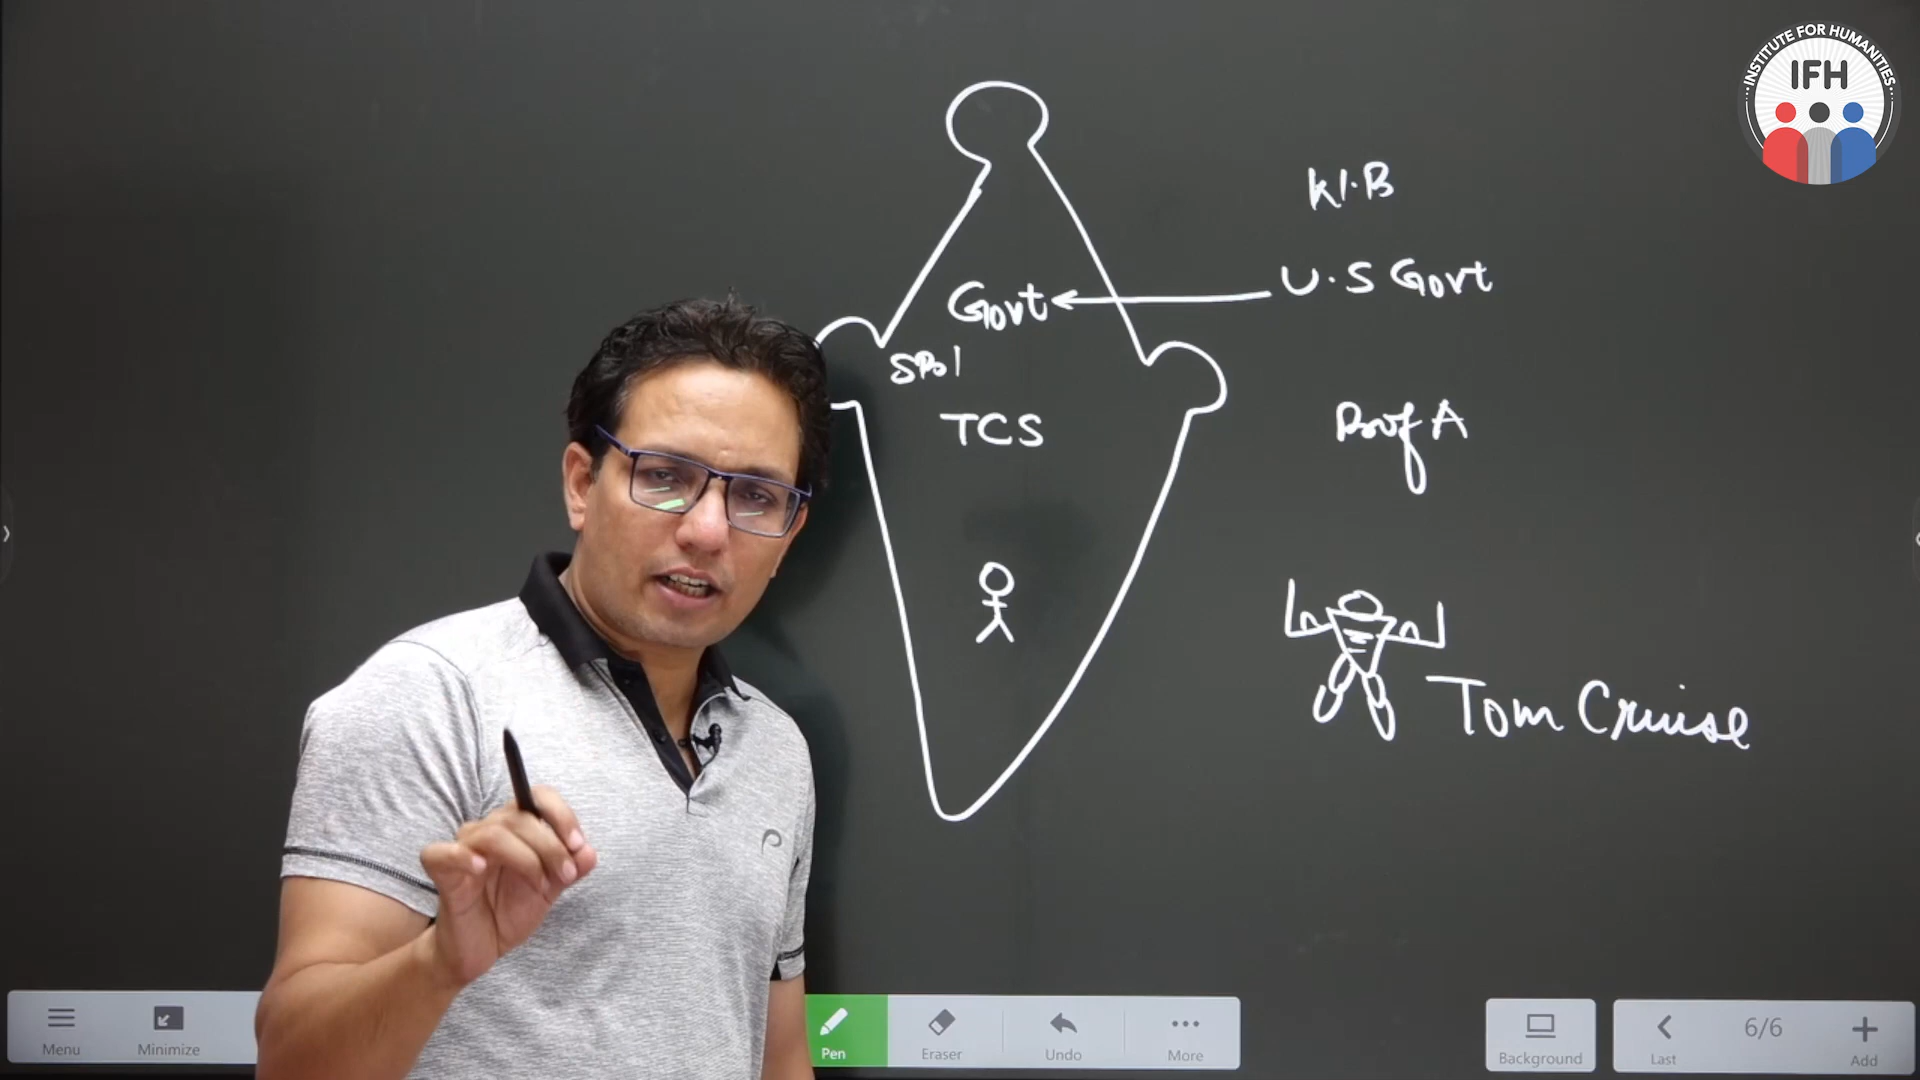 INSTITUTE FOR HUMANITIES
IFH
K1.B
U.S Govt
Govt
TCS
Prof A
Tom Cruise
Menu
Minimize
Pen
Eraser
Undo
More
Background
Last
6/6
Add